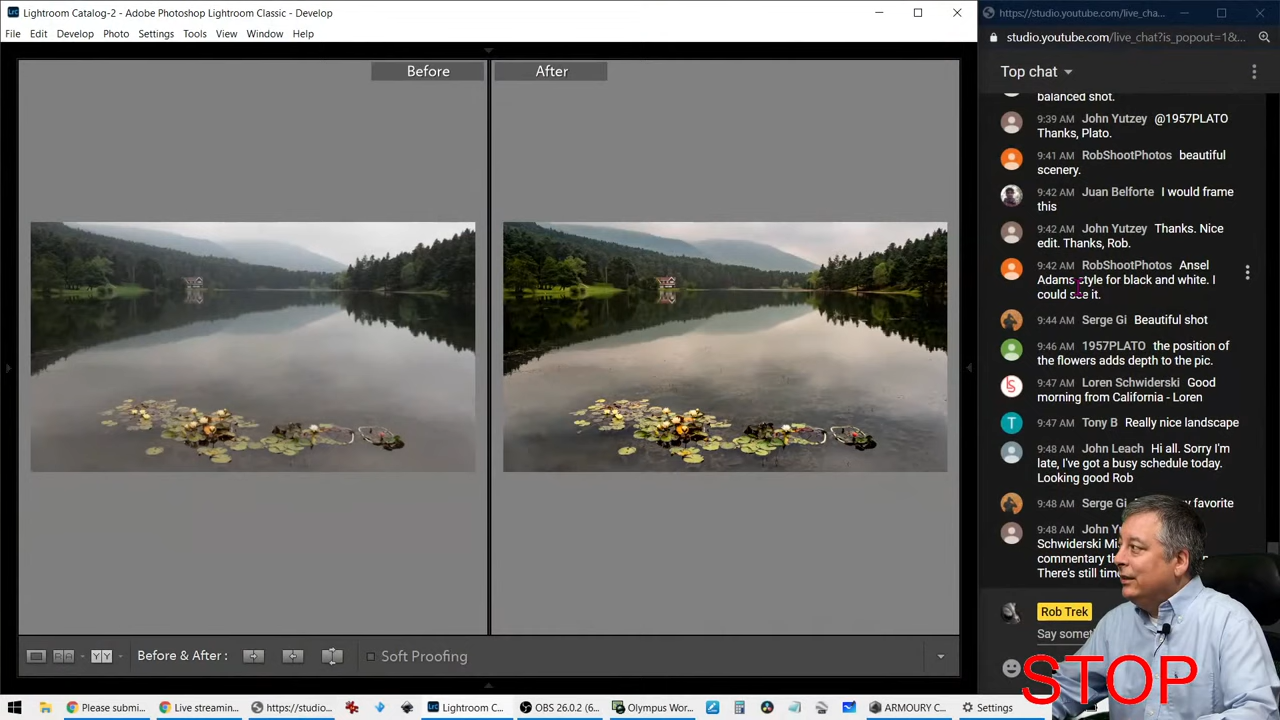 Lightroom Catalog-2 - Adobe Photoshop Lightroom Classic - Develop
File Edit Develop Photo Settings Tools View Window Help
Before
After
Before & After :
Soft Proofing
https://studio.youtube.com/live_cha...
studio.youtube.com/live_chat?is_popout=1&...
Top chat
balanced shot.
9:39 AM John Yutzey @1957PLATO
Thanks, Plato.
9:41 AM RobShootPhotos beautiful
scenery.
9:42 AM Juan Belforte I would frame
this
9:42 AM John Yutzey Thanks. Nice
edit. Thanks, Rob.
9:42 AM RobShootPhotos Ansel
Adams style for black and white. I
could see it.
9:44 AM Serge Gi Beautiful shot
9:46 AM 1957PLATO the position of
the flowers adds depth to the pic.
9:47 AM Loren Schwiderski Good
morning from California - Loren
9:47 AM Tony B Really nice landscape
9:48 AM John Leach Hi all. Sorry I'm
late, I've got a busy schedule today.
Looking good Rob
9:48 AM Serge Gi favorite
9:48 AM John
Schwiderski
commentary
There's still
Rob Trek
Say
STOP
Please submi...
Live streamin...
https://studio...
Lightroom C...
OBS 26.0.2 (6...
Olympus Wor...
ARMOURY C...
Settings